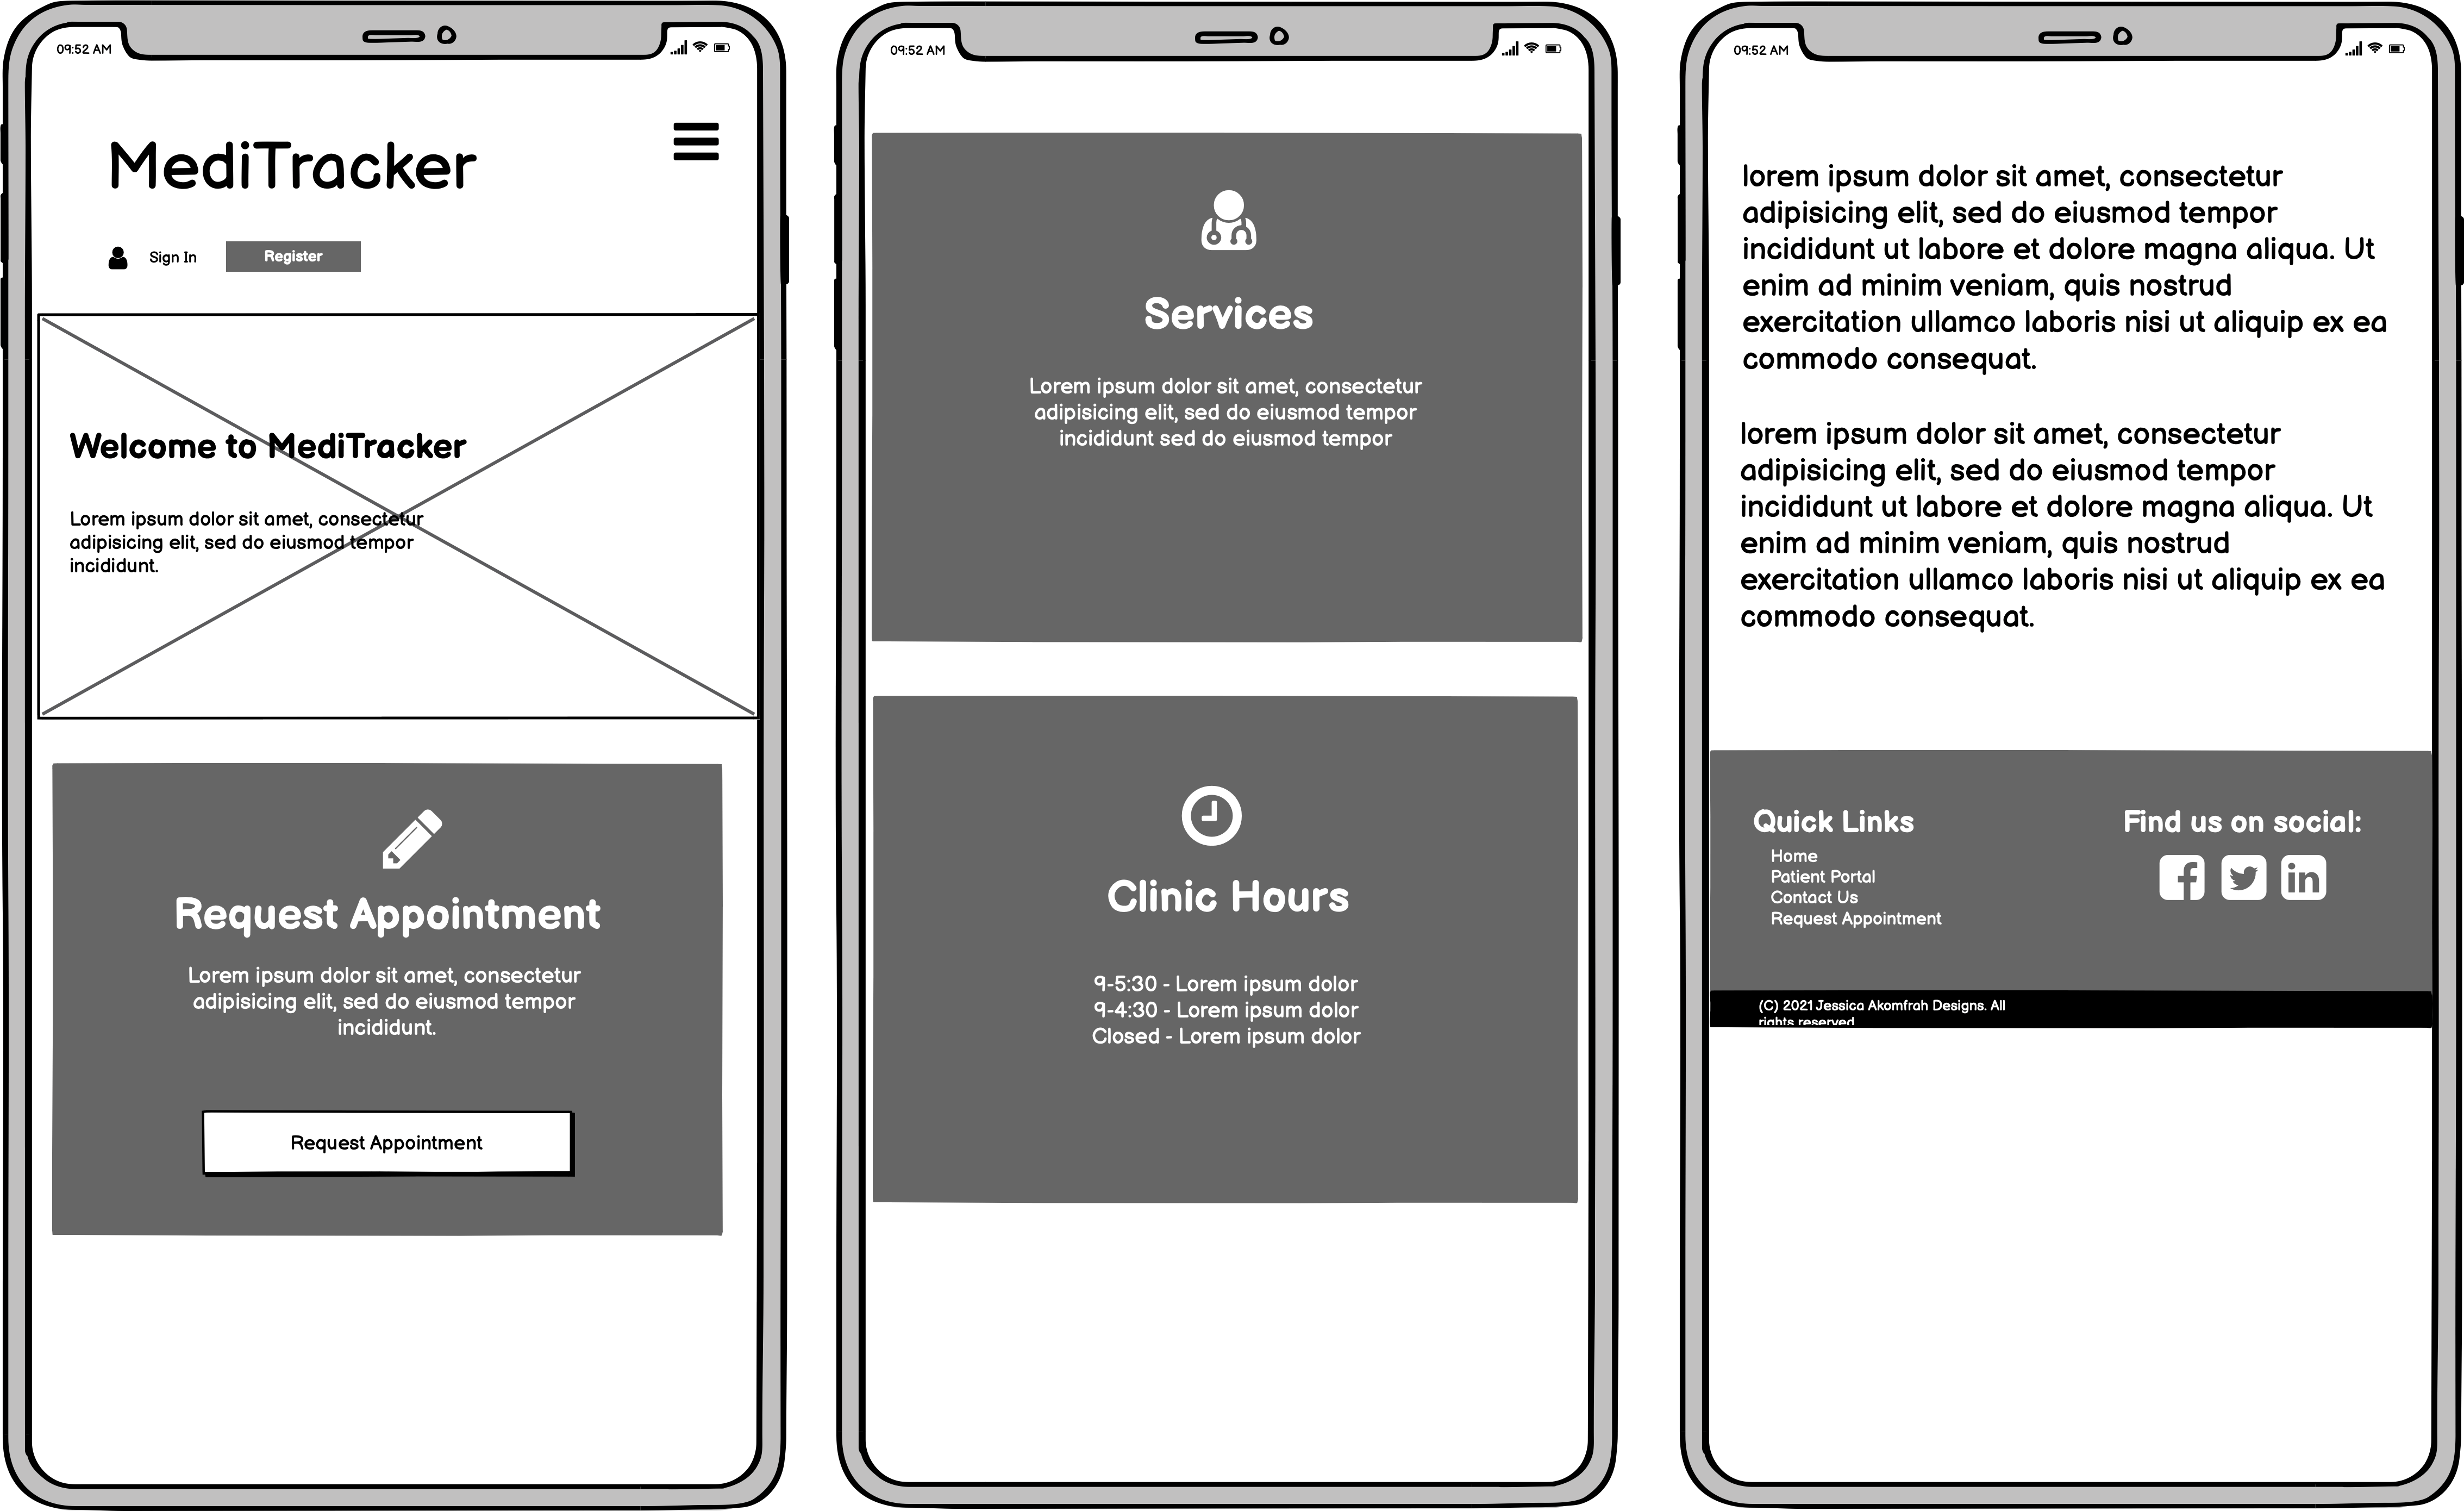 09:52 AM
MediTracker
Sign In
Register
Welcome to MediTracker
Lorem ipsum dolor sit amet, consectetur
adipisicing elit, sed do eiusmod tempor
incididunt.
Request Appointment
Lorem ipsum dolor sit amet, consectetur
adipisicing elit, sed do eiusmod tempor
incididunt.
Request Appointment
09:52 AM
Services
Lorem ipsum dolor sit amet, consectetur
adipisicing elit, sed do eiusmod tempor
incididunt sed do eiusmod tempor
Clinic Hours
9-5:30 - Lorem ipsum dolor
9-4:30 - Lorem ipsum dolor
Closed - Lorem ipsum dolor
09:52 AM
lorem ipsum dolor sit amet, consectetur
adipisicing elit, sed do eiusmod tempor
incididunt ut labore et dolore magna aliqua. Ut
enim ad minim veniam, quis nostrud
exercitation ullamco laboris nisi ut aliquip ex ea
commodo consequat.
lorem ipsum dolor sit amet, consectetur
adipisicing elit, sed do eiusmod tempor
incididunt ut labore et dolore magna aliqua. Ut
enim ad minim veniam, quis nostrud
exercitation ullamco laboris nisi ut aliquip ex ea
commodo consequat.
Quick Links
Home
Patient Portal
Contact Us
Request Appointment
Find us on social:
(C) 2021 Jessica Akomfrah Designs. All
rights reserved